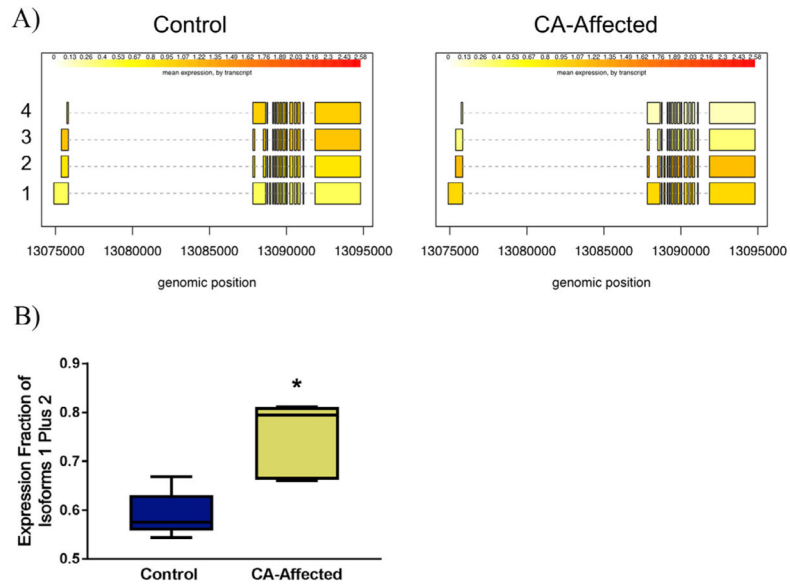 A)
Control
CA-Affected
0 0.13 0.26 0.4 0.53 0.67 0.8 0.95 1.08 1.22 1.35 1.49 1.62 1.76 1.89 2.03 2.16 2.3 2.43 2.58
mean expression, by transcript
0 0.13 0.26 0.4 0.53 0.67 0.8 0.95 1.08 1.22 1.35 1.49 1.62 1.76 1.89 2.03 2.16 2.3 2.43 2.58
mean expression, by transcript
4
3
2
1
13075000 13080000 13085000 13090000 13095000
genomic position
13075000 13080000 13085000 13090000 13095000
genomic position
B)
Expression Fraction of
Isoforms 1 Plus 2
0.9
0.8
0.7
0.6
0.5
*
Control
CA-Affected